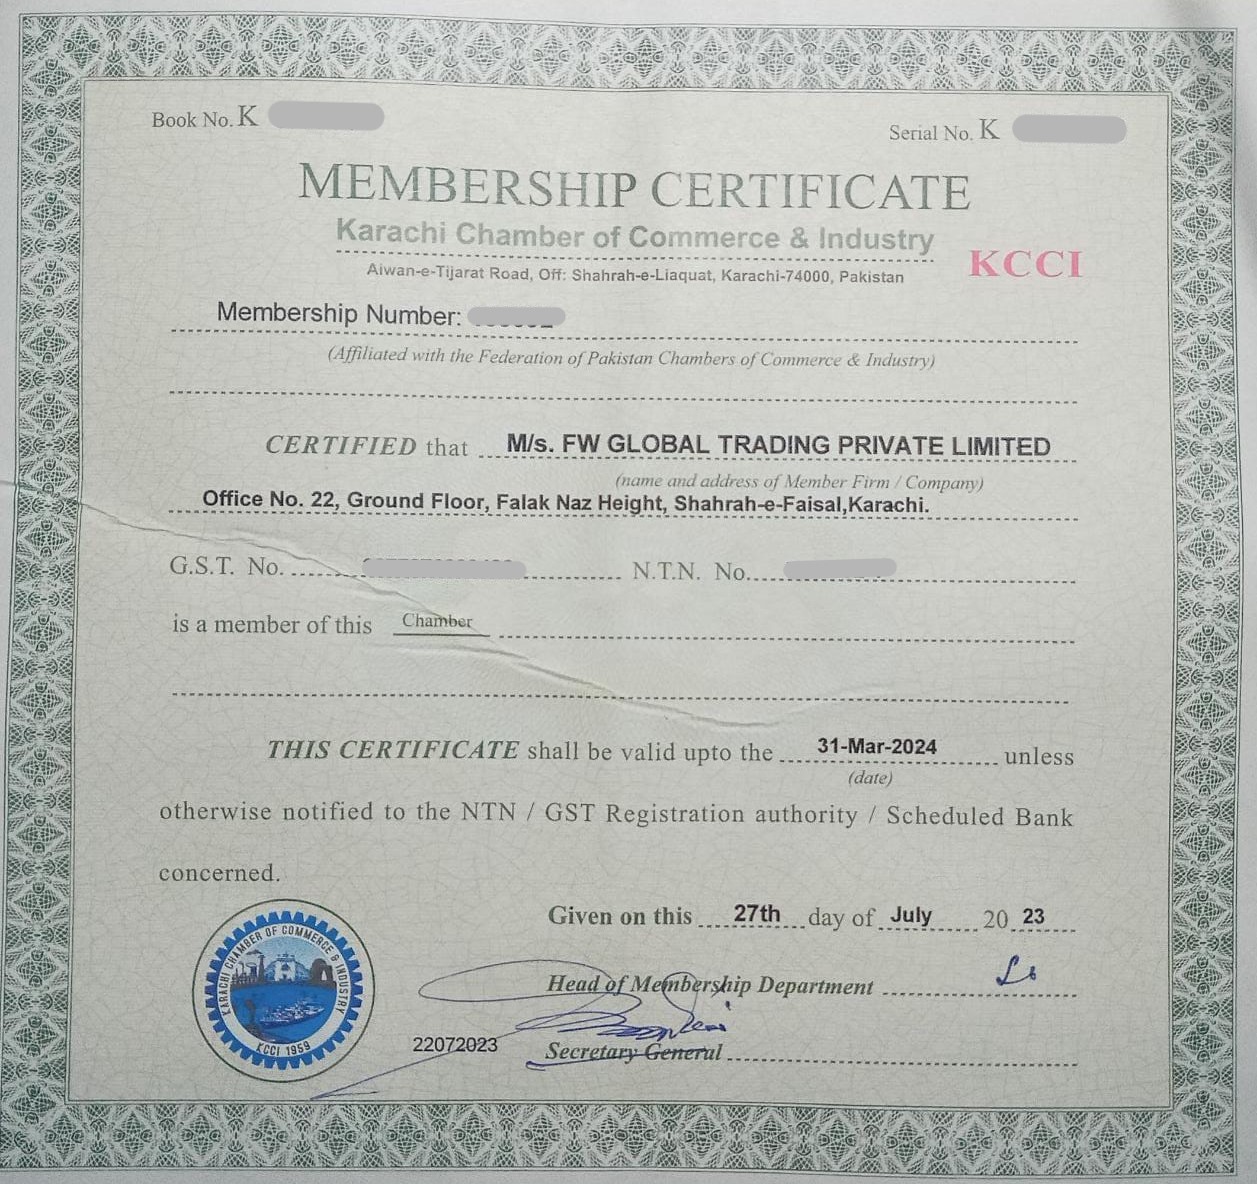 Book No. K
Serial No. K
MEMBERSHIP CERTIFICATE
Karachi Chamber of Commerce & Industry
KCCI
Aiwan-e-Tijarat Road, Off: Shahrah-e-Liaquat, Karachi-74000, Pakistan
Membership Number:
(Affiliated with the Federation of Pakistan Chambers of Commerce & Industry)
CERTIFIED that M/s. FW GLOBAL TRADING PRIVATE LIMITED
(name and address of Member Firm / Company)
Office No. 22, Ground Floor, Falak Naz Height, Shahrah-e-Faisal,Karachi.
G.S.T. No. N.T.N. No.
is a member of this Chamber
THIS CERTIFICATE shall be valid upto the 31-Mar-2024 unless
(date)
otherwise notified to the NTN / GST Registration authority / Scheduled Bank
concerned.
Given on this 27th day of July 20 23
Head of Membership Department
22072023
Secretary General
KARACHI CHAMBER OF COMMERCE & INDUSTRY
KCCI 1959